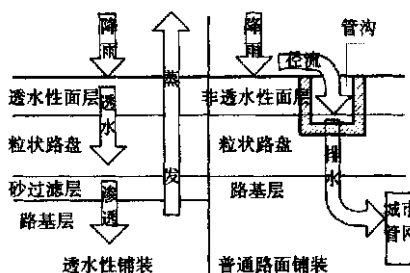 降雨
降雨
管沟
径流
蒸发
透水性面层
透水
非透水性面层
粒状路盘
粒状路盘
排水
砂过滤层
渗透
路基层
路基层
城市管网
透水性铺装
普通路面铺装